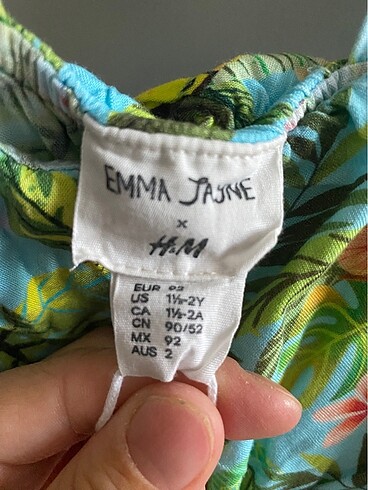 EMMA JAYNE
x
H&M
EUR 92
US 1½-2Y
CA 1½-2A
CN 90/52
MX 92
AUS 2